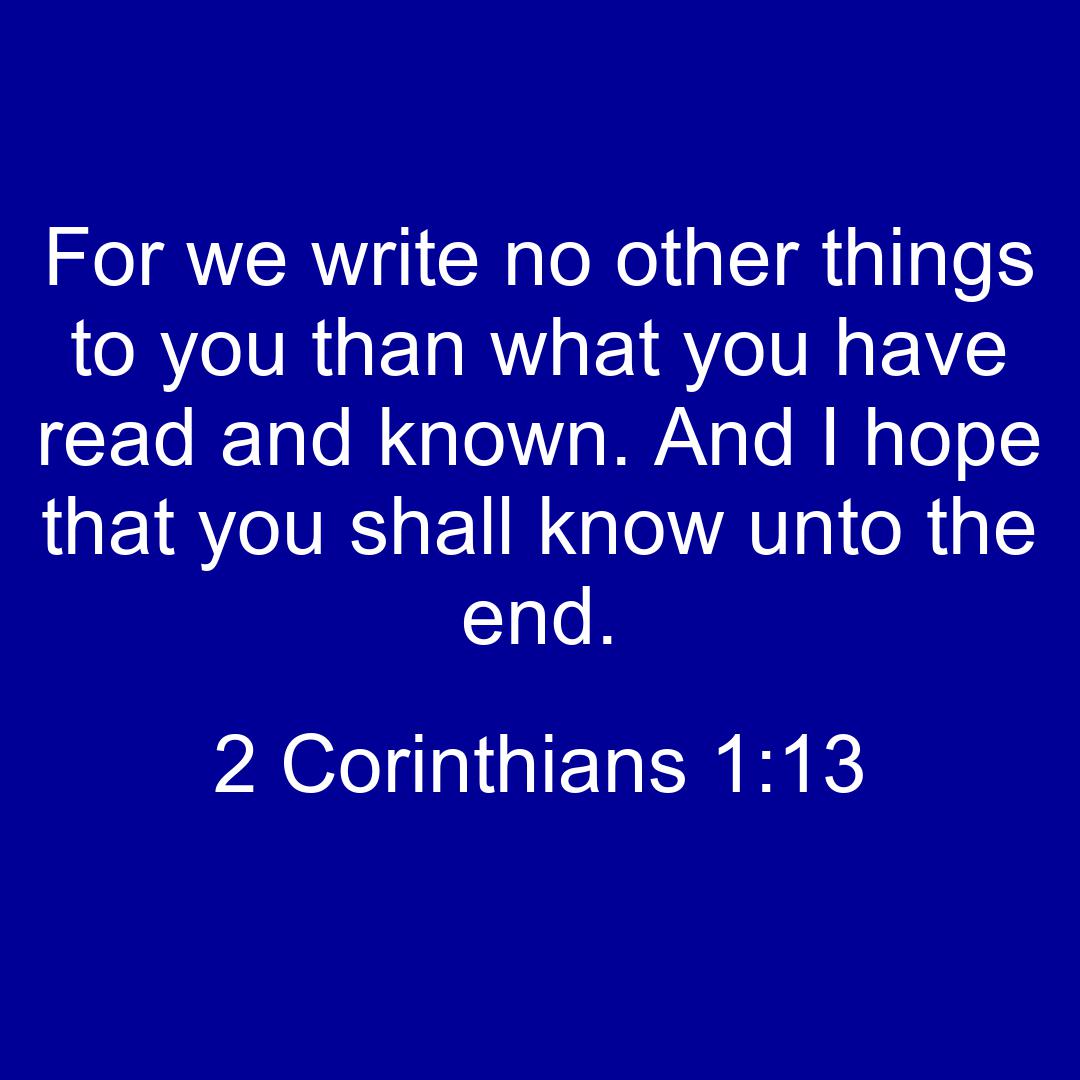 For we write no other things
to you than what you have
read and known. And I hope
that you shall know unto the
end.
2 Corinthians 1:13